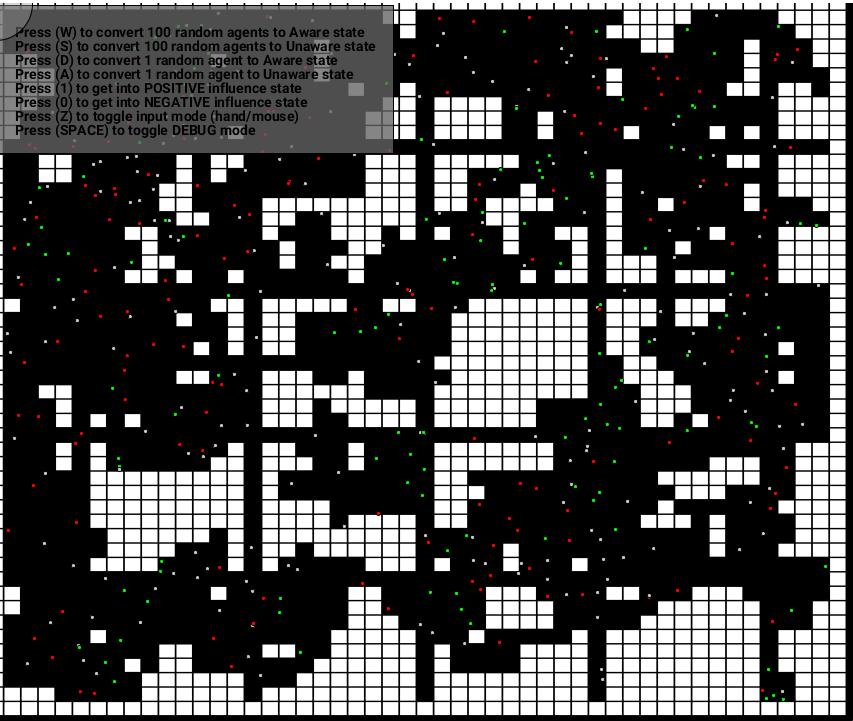 Press (W) to convert 100 random agents to Aware state
Press (S) to convert 100 random agents to Unaware state
Press (D) to convert 1 random agent to Aware state
Press (A) to convert 1 random agent to Unaware state
Press (1) to get into POSITIVE influence state
Press (0) to get into NEGATIVE influence state
Press (Z) to toggle input mode (hand/mouse)
Press (SPACE) to toggle DEBUG mode